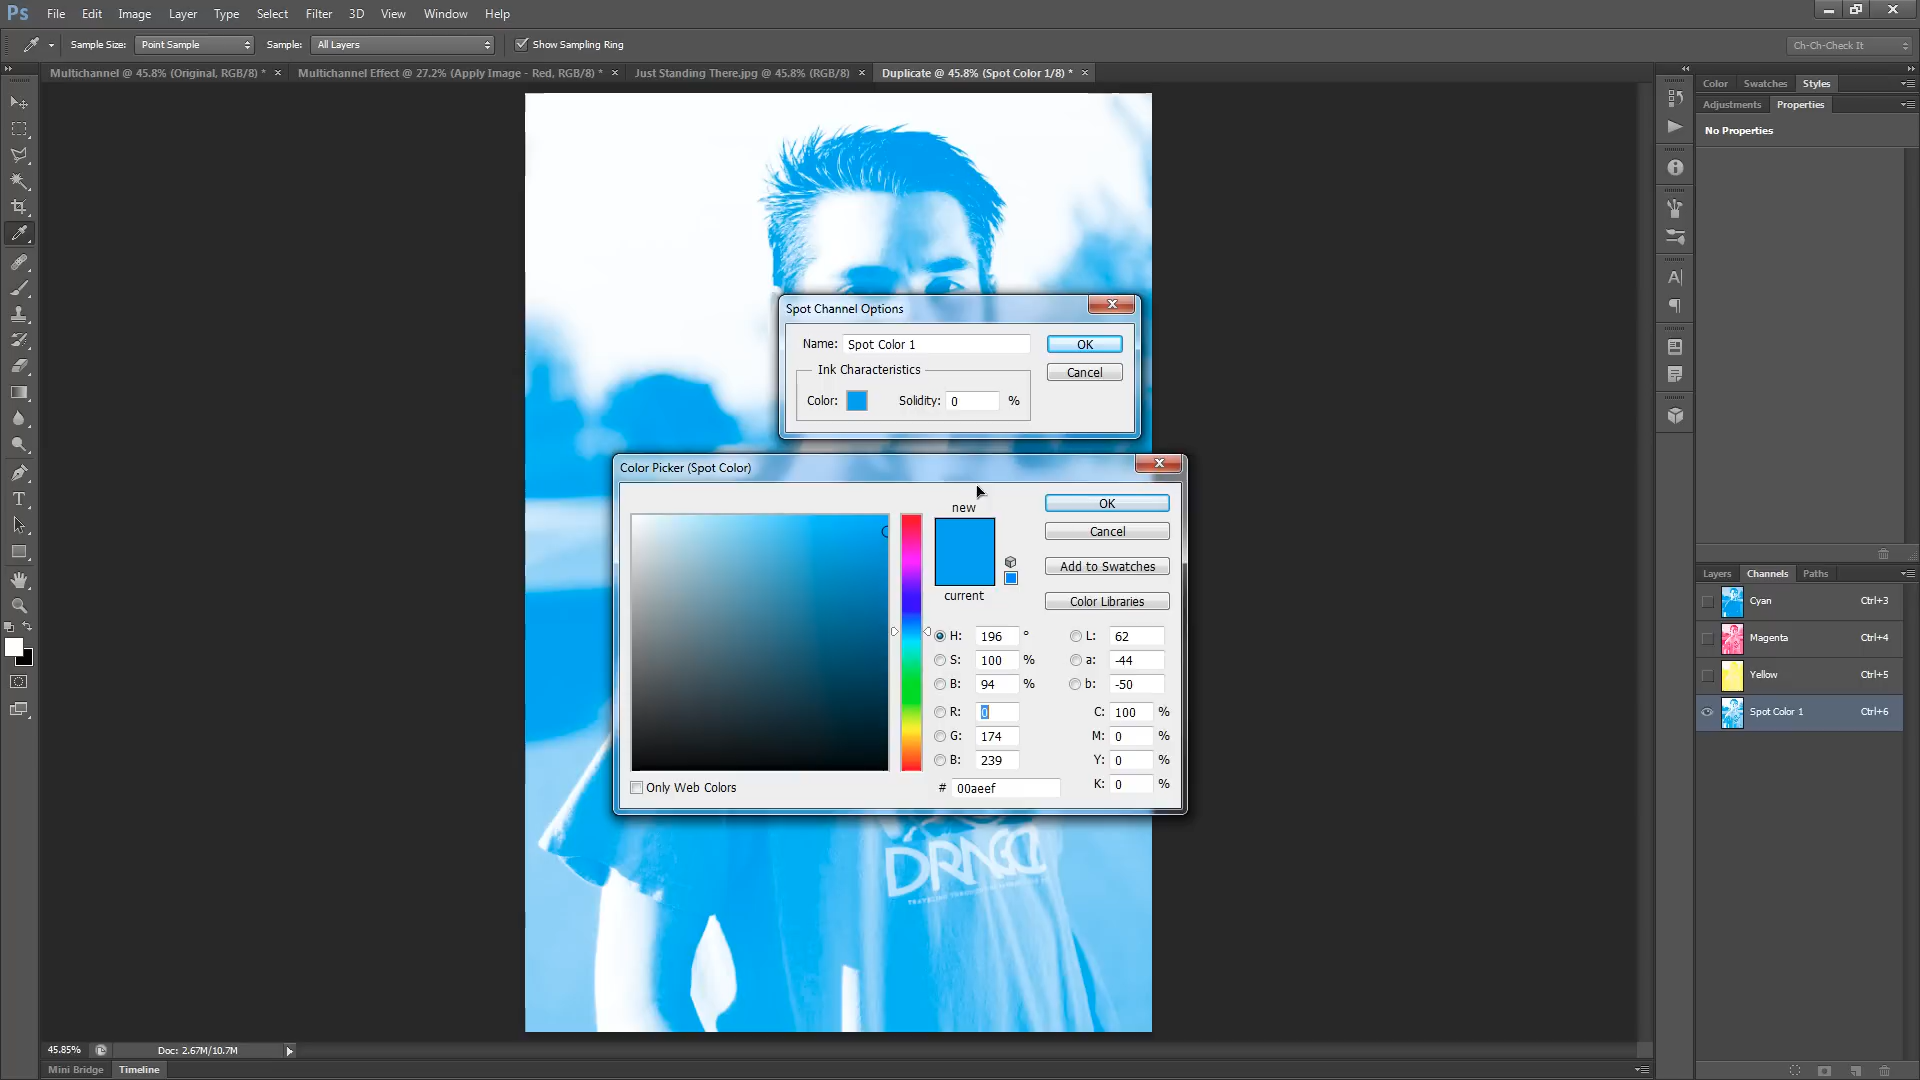 Ps File Edit Image Layer Type Select Filter 3D View Window Help
Sample Size: Point Sample Sample: All Layers Show Sampling Ring Ch-Ch-Check It
Multichannel @ 45.8% (Original, RGB/8) * × Multichannel Effect @ 27.2% (Apply Image - Red, RGB/8) * × Just Standing There.jpg @ 45.8% (RGB/8) × Duplicate @ 45.8% (Spot Color 1/8) * ×
Color Swatches Styles
Adjustments Properties
No Properties
Spot Channel Options
Name: Spot Color 1 OK
Ink Characteristics
Cancel
Color: Solidity: 0 %
Color Picker (Spot Color)
new OK
Cancel
Add to Swatches
current Color Libraries
H: 196 ° L: 62
S: 100 % a: -44
B: 94 % b: -50
R: 0 C: 100 %
G: 174 M: 0 %
B: 239 Y: 0 %
Only Web Colors # 00aeef K: 0 %
Layers Channels Paths
Cyan Ctrl+3
Magenta Ctrl+4
Yellow Ctrl+5
Spot Color 1 Ctrl+6
45.85% Doc: 2.67M/10.7M
Mini Bridge Timeline